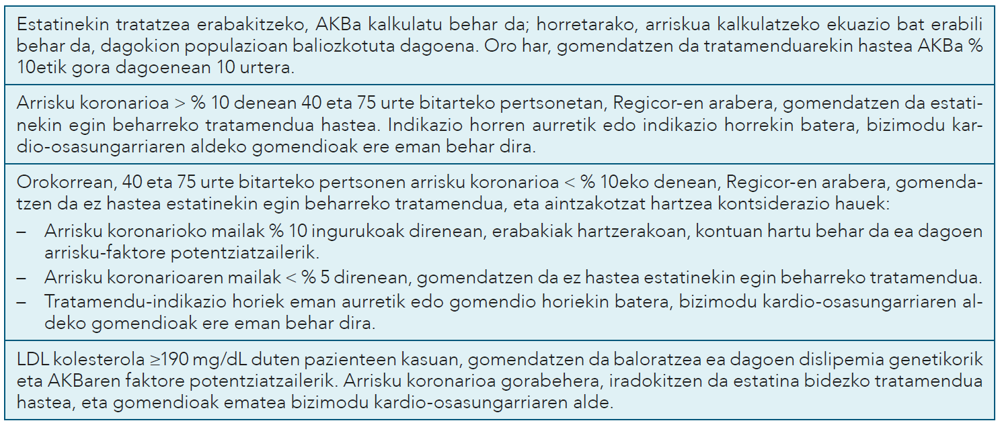 Estatinekin tratatzea erabakitzeko, AKBa kalkulatu behar da; horretarako, arriskua kalkulatzeko ekuazio bat erabili
behar da, dagokion populazioan baliozkotuta dagoena. Oro har, gomendatzen da tratamenduarekin hastea AKBa %
10etik gora dagoenean 10 urtera.
Arrisku koronarioa > % 10 denean 40 eta 75 urte bitarteko pertsonetan, Regicor-en arabera, gomendatzen da estati-
nekin egin beharreko tratamendua hastea. Indikazio horren aurretik edo indikazio horrekin batera, bizimodu kar-
dio-osasungarriaren aldeko gomendioak ere eman behar dira.
Orokorrean, 40 eta 75 urte bitarteko pertsonen arrisku koronarioa < % 10eko denean, Regicor-en arabera, gomenda-
tzen da ez hastea estatinekin egin beharreko tratamendua, eta aintzakotzat hartzea kontsiderazio hauek:
– Arrisku koronarioko mailak % 10 ingurukoak direnean, erabakiak hartzerakoan, kontuan hartu behar da ea dagoen
arrisku-faktore potentziatzailerik.
– Arrisku koronarioaren mailak < % 5 direnean, gomendatzen da ez hastea estatinekin egin beharreko tratamendua.
– Tratamendu-indikazio horiek eman aurretik edo gomendio horiekin batera, bizimodu kardio-osasungarriaren al-
deko gomendioak ere eman behar dira.
LDL kolesterola ≥190 mg/dL duten pazienteen kasuan, gomendatzen da baloratzea ea dagoen dislipemia genetikorik
eta AKBaren faktore potentziatzailerik. Arrisku koronarioa gorabehera, iradokitzen da estatina bidezko tratamendua
hastea, eta gomendioak ematea bizimodu kardio-osasungarriaren alde.